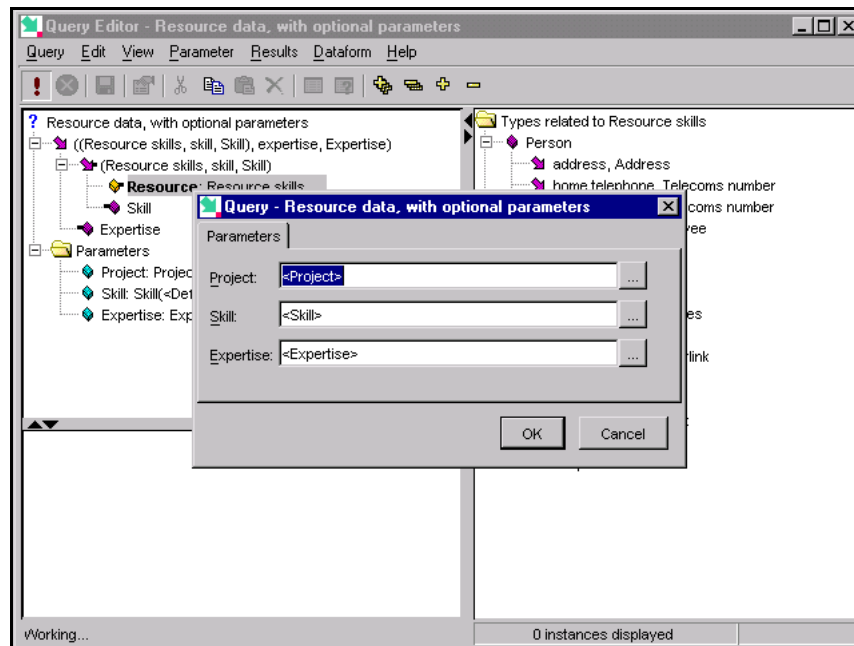 Query Editor - Resource data, with optional parameters
Query Edit View Parameter Results Dataform Help
? Resource data, with optional parameters
((Resource skills, skill, Skill), expertise, Expertise)
(Resource skills, skill, Skill)
Resource: Resource skills
Skill
Expertise
Parameters
Project: Projec
Skill: Skill(<Def
Expertise: Exp
Types related to Resource skills
Person
address, Address
home telephone, Telecoms number
coms number
yee
es
rlink
Query - Resource data, with optional parameters
Parameters
Project: <Project> ...
Skill: <Skill> ...
Expertise: <Expertise> ...
OK Cancel
Working...
0 instances displayed